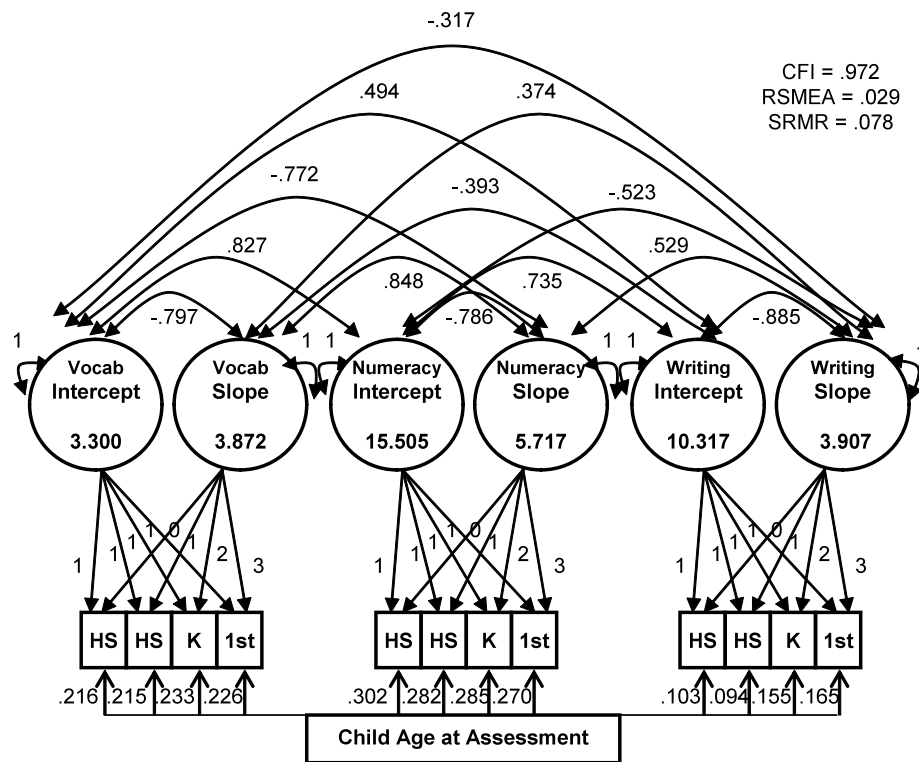 -.317
CFI = .972
RSMEA = .029
SRMR = .078
.494 .374
-.772 -.393 -.523
.827 .848 .735 .529
-.797 -.786 -.885
1 1 1 1 1 1
Vocab Vocab Numeracy Numeracy Writing Writing
Intercept Slope Intercept Slope Intercept Slope
3.300 3.872 15.505 5.717 10.317 3.907
1 1 1 1 0 1 2 3 1 1 1 1 0 1 2 3 1 1 1 1 0 1 2 3
HS HS K 1st HS HS K 1st HS HS K 1st
.216 .215 .233 .226 .302 .282 .285 .270 .103 .094 .155 .165
Child Age at Assessment